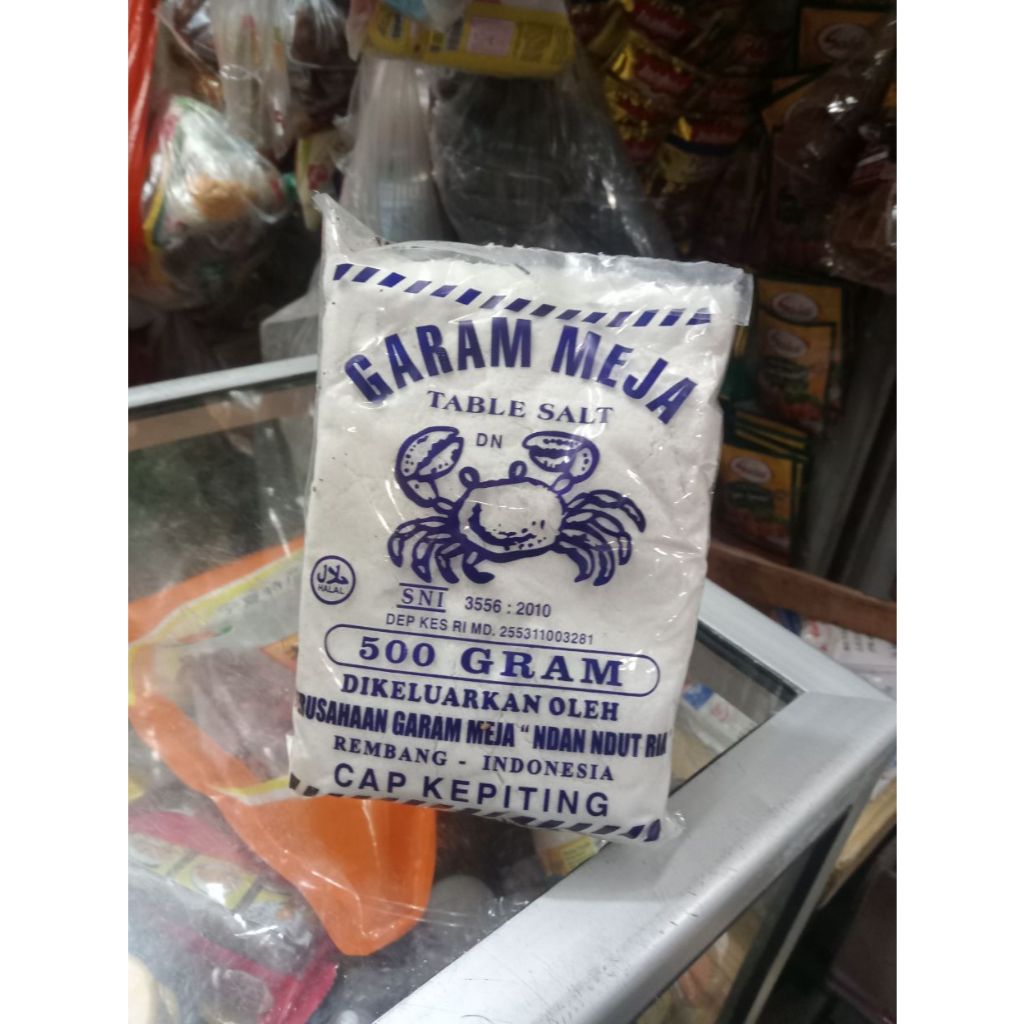 GARAM MEJA
TABLE SALT
DN
حلال
HALAL
SNI 3556 : 2010
DEP KES RI MD. 255311003281
500 GRAM
DIKELUARKAN OLEH
RUSAHAAN GARAM MEJA “ NDAN NDUT RIA
REMBANG - INDONESIA
CAP KEPITING